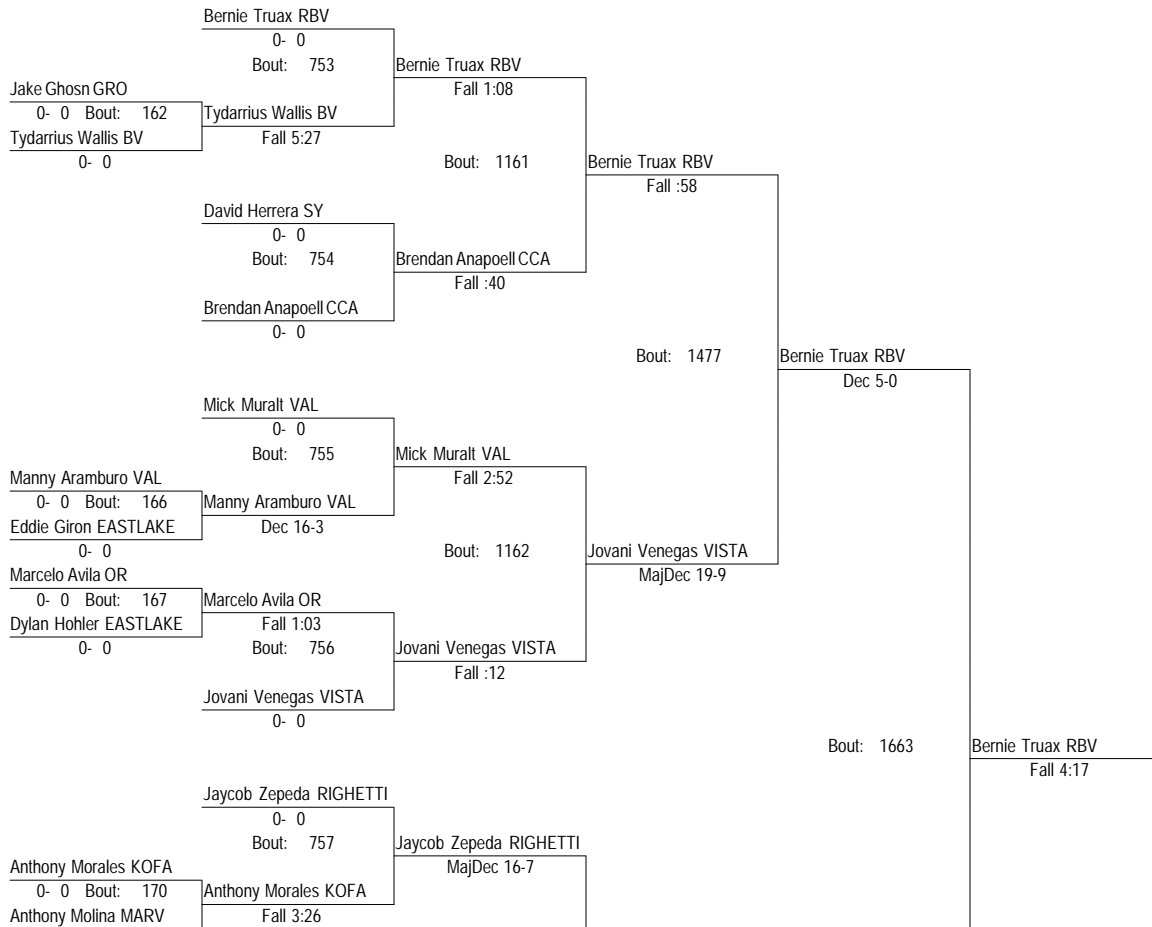 Bernie Truax RBV
0- 0
Bout: 753
Bernie Truax RBV
Fall 1:08
Jake Ghosn GRO
0- 0 Bout: 162
Tydarrius Wallis BV
Tydarrius Wallis BV
Fall 5:27
0- 0
Bout: 1161
Bernie Truax RBV
Fall :58
David Herrera SY
0- 0
Bout: 754
Brendan Anapoell CCA
Fall :40
Brendan Anapoell CCA
0- 0
Bout: 1477
Bernie Truax RBV
Dec 5-0
Mick Muralt VAL
0- 0
Bout: 755
Mick Muralt VAL
Fall 2:52
Manny Aramburo VAL
0- 0 Bout: 166
Manny Aramburo VAL
Eddie Giron EASTLAKE
Dec 16-3
0- 0
Bout: 1162
Jovani Venegas VISTA
MajDec 19-9
Marcelo Avila OR
0- 0 Bout: 167
Marcelo Avila OR
Dylan Hohler EASTLAKE
Fall 1:03
0- 0
Bout: 756
Jovani Venegas VISTA
Fall :12
Jovani Venegas VISTA
0- 0
Bout: 1663
Bernie Truax RBV
Fall 4:17
Jaycob Zepeda RIGHETTI
0- 0
Bout: 757
Jaycob Zepeda RIGHETTI
MajDec 16-7
Anthony Morales KOFA
0- 0 Bout: 170
Anthony Morales KOFA
Anthony Molina MARV
Fall 3:26